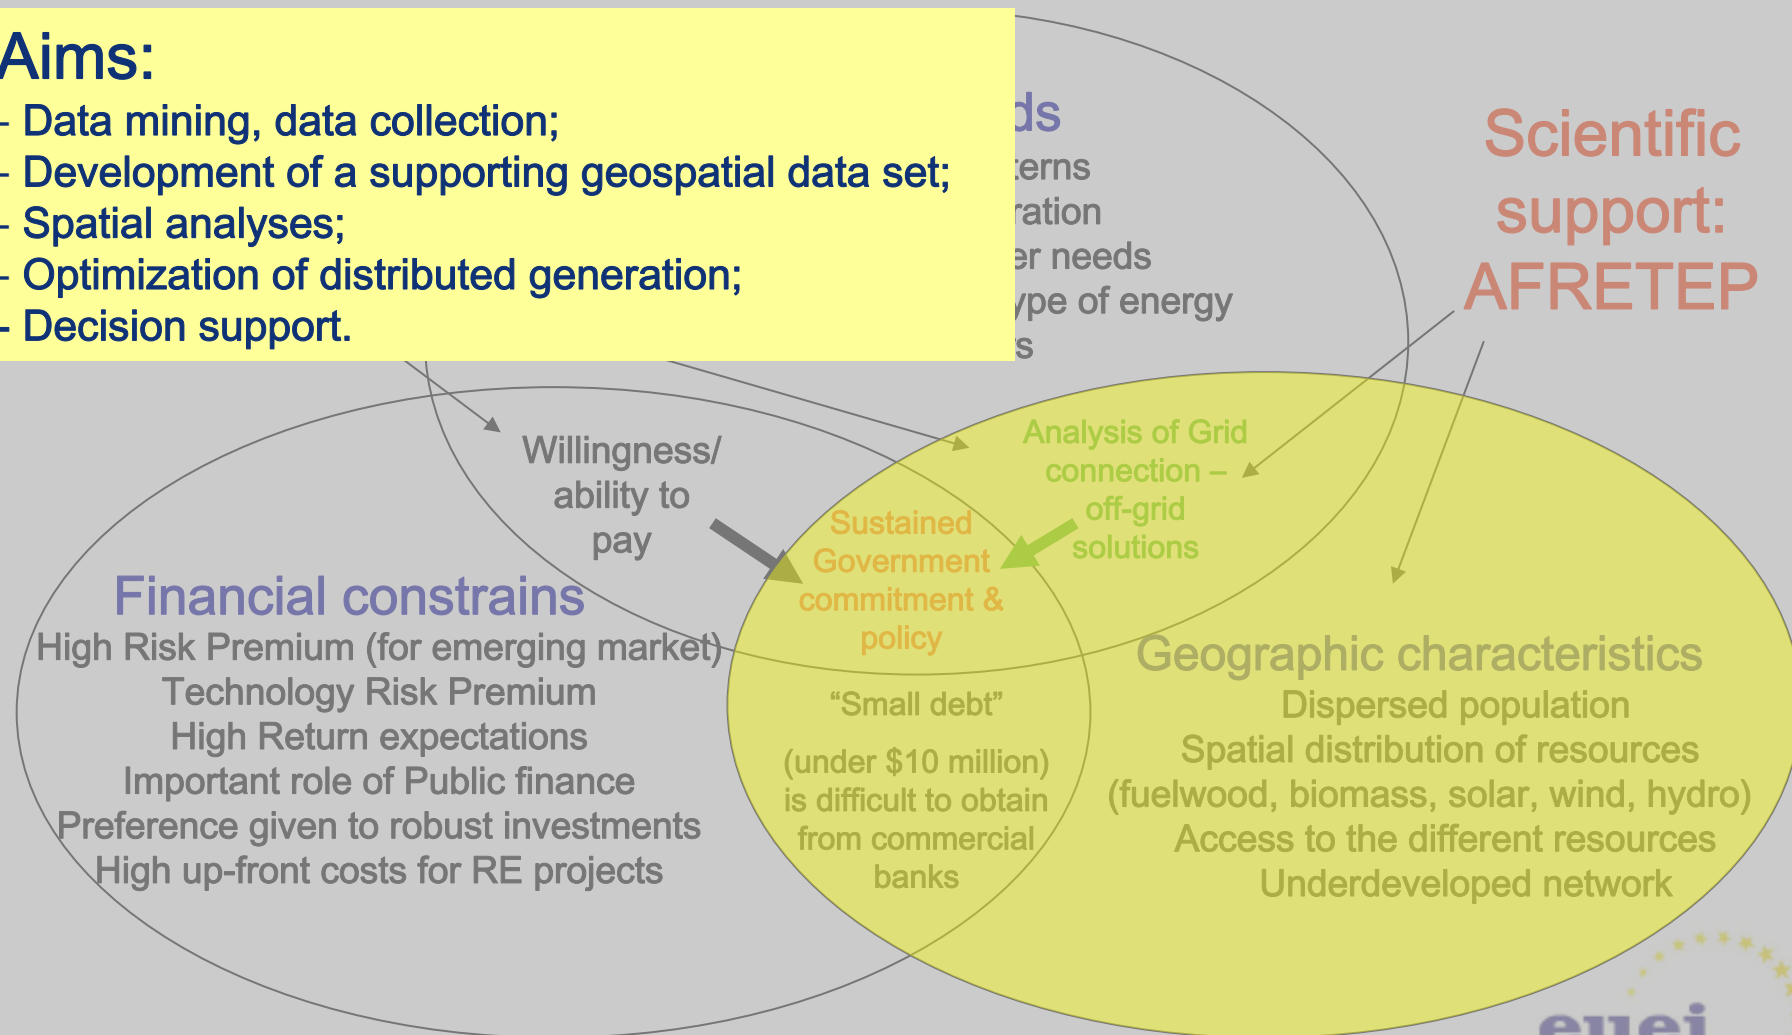 Aims:
- Data mining, data collection;
- Development of a supporting geospatial data set;
- Spatial analyses;
- Optimization of distributed generation;
- Decision support.
er needs
of energy
Scientific
support:
AFRETEP
Willingness/
ability to
pay
Analysis of Grid
connection –
off-grid
solutions
Sustained
Government
commitment &
policy
Financial constrains
High Risk Premium (for emerging market)
Technology Risk Premium
High Return expectations
Important role of Public finance
Preference given to robust investments
High up-front costs for RE projects
“Small debt”
(under $10 million)
is difficult to obtain
from commercial
banks
Geographic characteristics
Dispersed population
Spatial distribution of resources
(fuelwood, biomass, solar, wind, hydro)
Access to the different resources
Underdeveloped network
euei